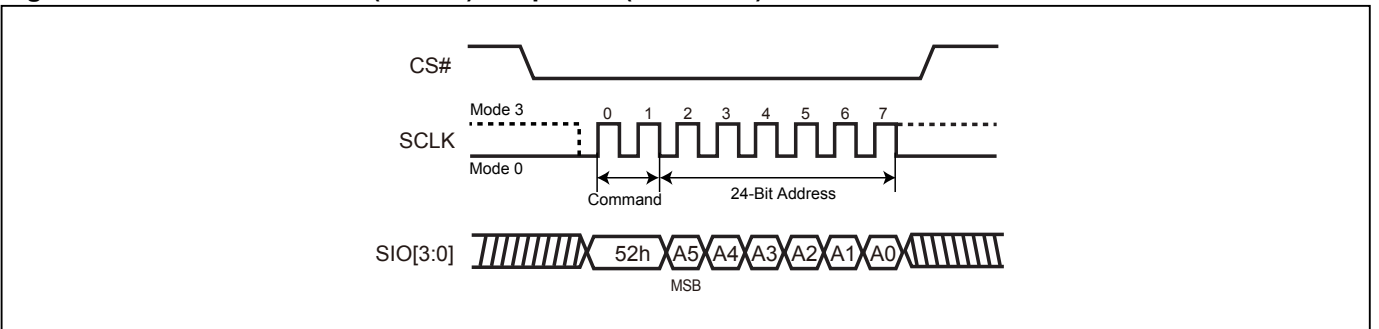 CS#
Mode 3
0 1 2 3 4 5 6 7
SCLK
Mode 0
Command
24-Bit Address
SIO[3:0]
52h A5 A4 A3 A2 A1 A0
MSB